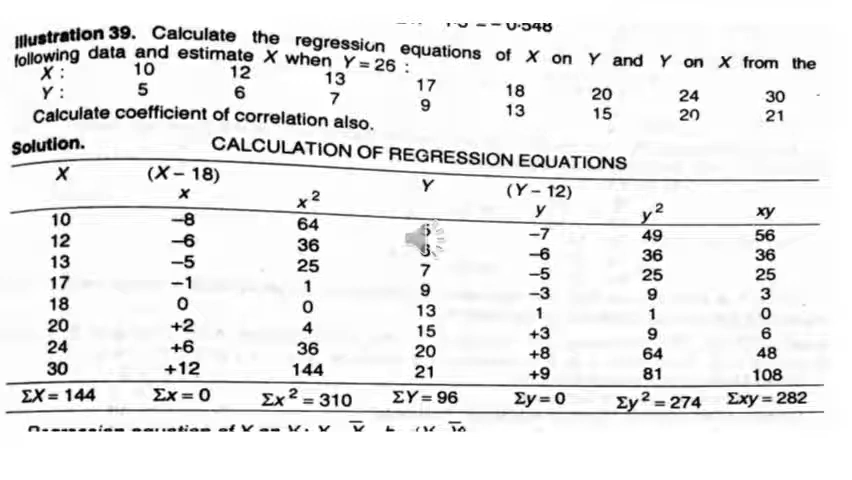 – – 0·548
Illustration 39. Calculate the regression equations of X on Y and Y on X from the
following data and estimate X when Y = 26 :
X : 10 12 13 17 18 20 24 30
Y : 5 6 7 9 13 15 20 21
Calculate coefficient of correlation also.
Solution. CALCULATION OF REGRESSION EQUATIONS
X (X – 18) Y (Y – 12)
x x² y y² xy
10 –8 64 –7 49 56
12 –6 36 –6 36 36
13 –5 25 7 –5 25 25
17 –1 1 9 –3 9 3
18 0 0 13 1 1 0
20 +2 4 15 +3 9 6
24 +6 36 20 +8 64 48
30 +12 144 21 +9 81 108
ΣX = 144 Σx = 0 Σx² = 310 ΣY = 96 Σy = 0 Σy² = 274 Σxy = 282